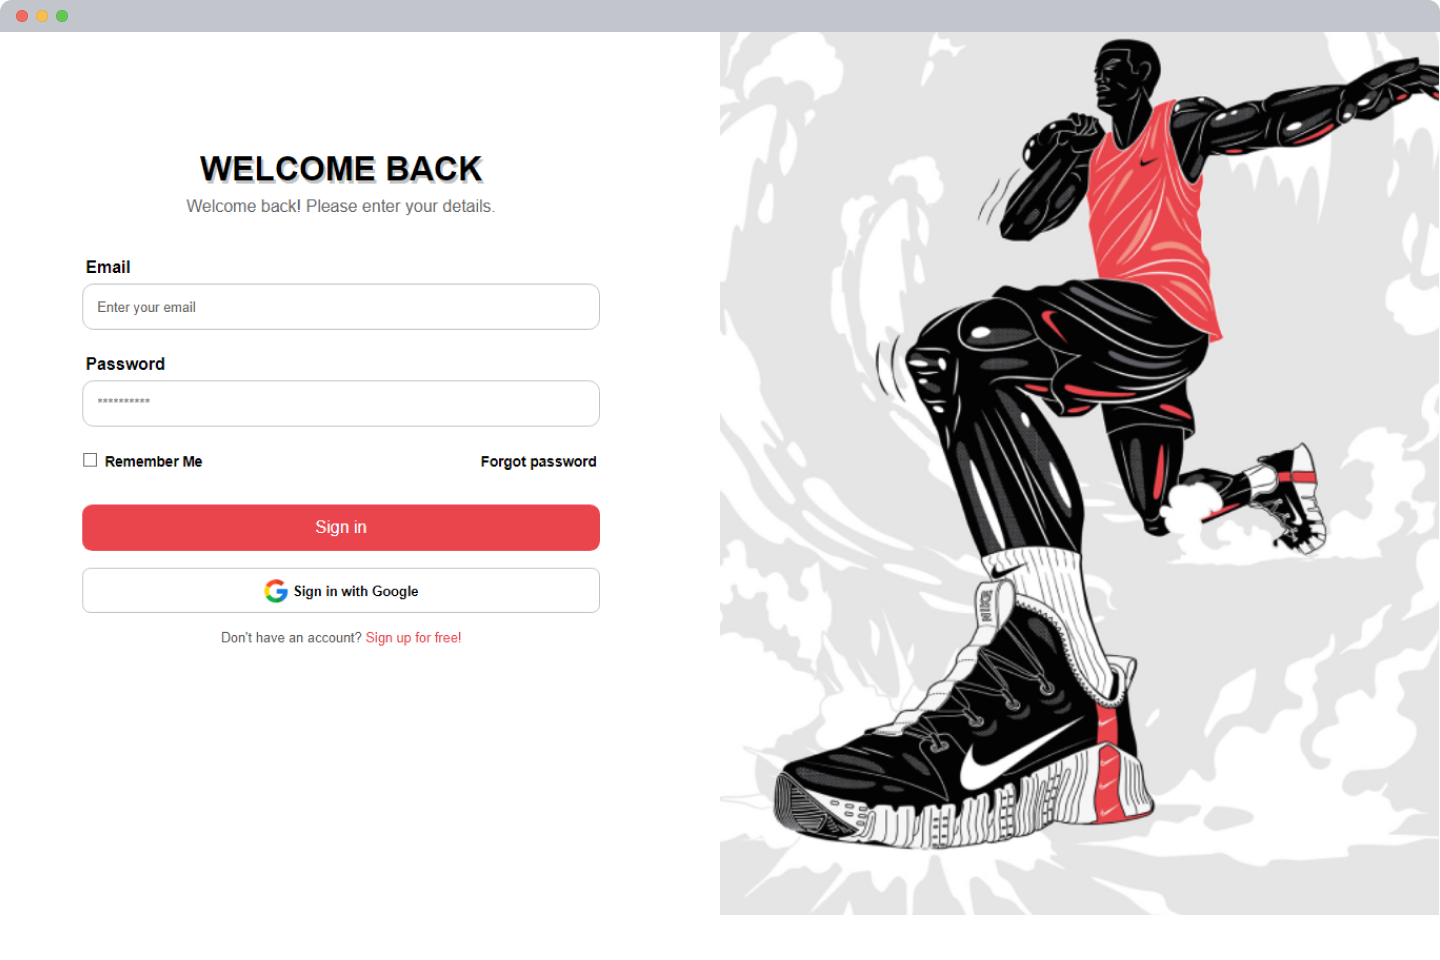 WELCOME BACK
Welcome back! Please enter your details.
Email
Enter your email
Password
**********
Remember Me
Forgot password
Sign in
Sign in with Google
Don't have an account? Sign up for free!
NIKE